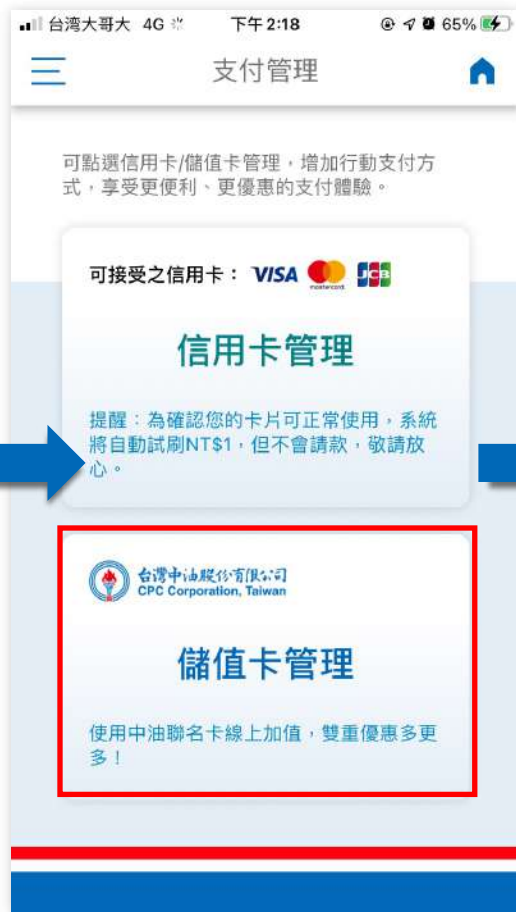 台湾大哥大 4G 下午2:18 65%
支付管理
可點選信用卡/儲值卡管理，增加行動支付方
式，享受更便利、更優惠的支付體驗。
可接受之信用卡： VISA mastercard JCB
信用卡管理
提醒：為確認您的卡片可正常使用，系統
將自動試刷NT$1，但不會請款，敬請放
心。
台灣中油股份有限公司
CPC Corporation, Taiwan
儲值卡管理
使用中油聯名卡線上加值，雙重優惠多更
多！